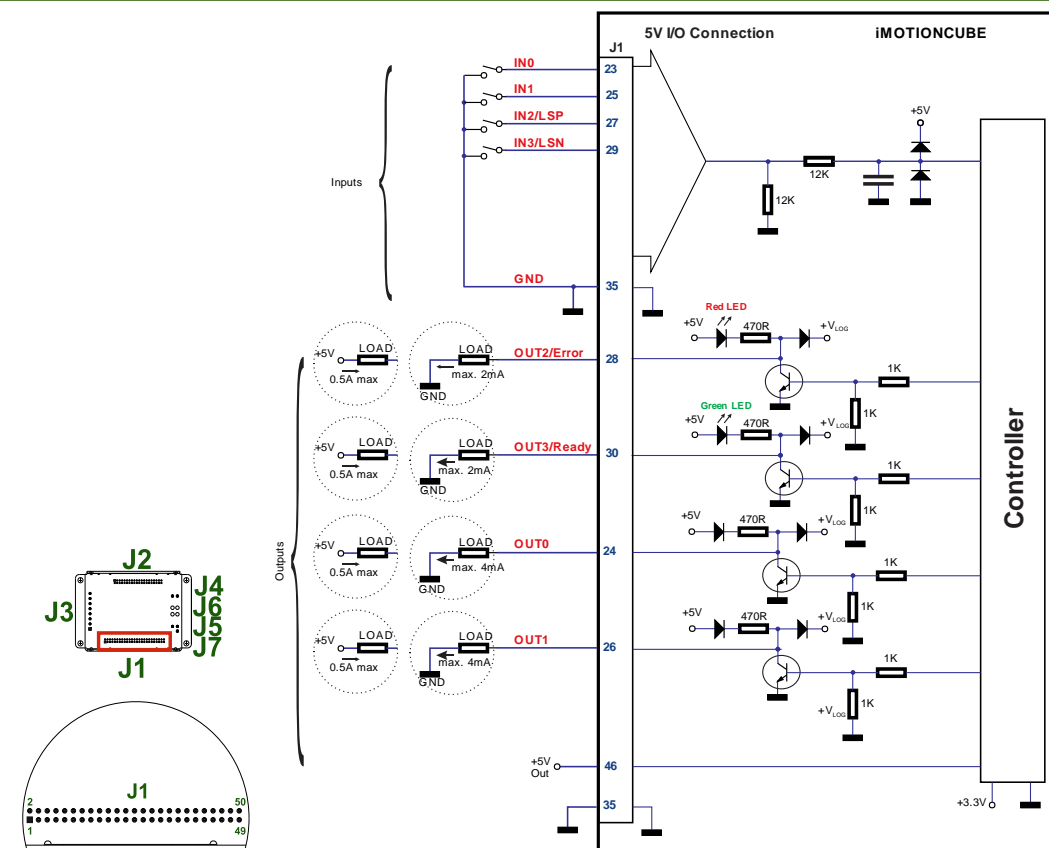 5V I/O Connection
iMOTIONCUBE
J1
IN0
23
IN1
25
IN2/LSP
27
IN3/LSN
29
Inputs
+5V
12K
12K
GND
35
Red LED
+5V
470R
+VLOG
+5V
LOAD
0.5A max
LOAD
max. 2mA
GND
OUT2/Error
28
1K
1K
Green LED
+5V
470R
+VLOG
+5V
LOAD
0.5A max
LOAD
max. 2mA
GND
OUT3/Ready
30
1K
1K
+5V
470R
+VLOG
+5V
LOAD
0.5A max
LOAD
max. 4mA
GND
OUT0
24
1K
1K
+5V
470R
+VLOG
+5V
LOAD
0.5A max
LOAD
max. 4mA
GND
OUT1
26
1K
1K
+VLOG
Outputs
Controller
+5V
Out
46
35
+3.3V
J2
J3
J4
J6
J5
J7
J1
J1
2
50
1
49